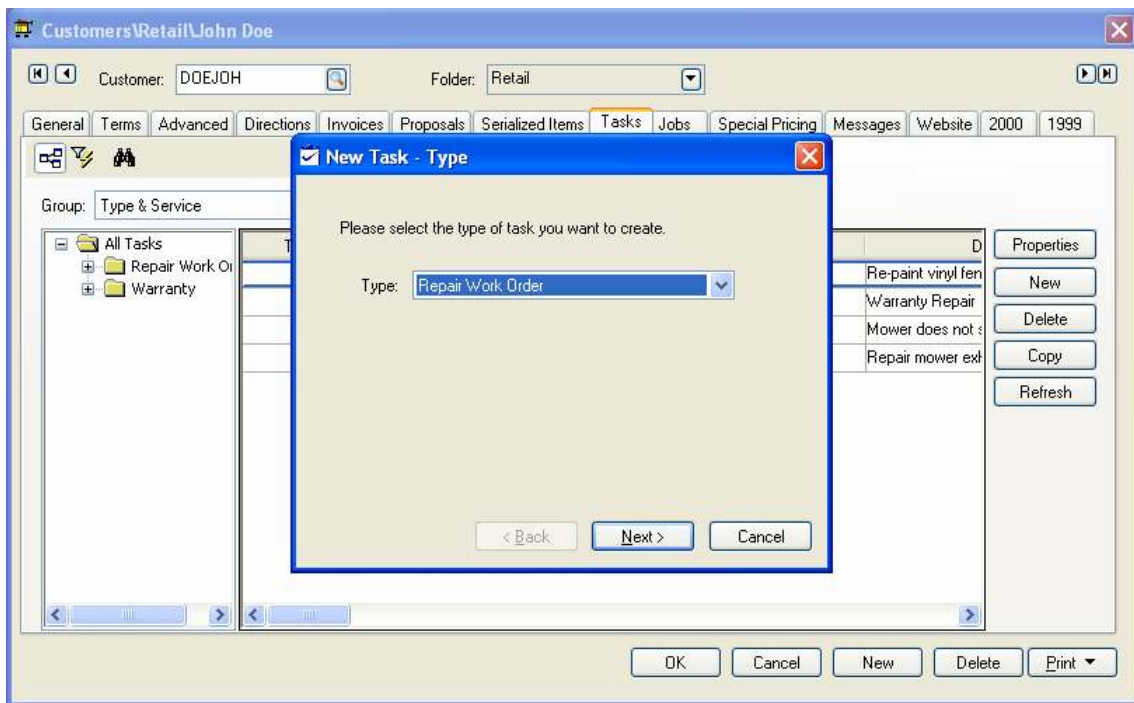 Customers\Retail\John Doe
Customer: DOEJOH Folder: Retail
General Terms Advanced Directions Invoices Proposals Serialized Items Tasks Jobs Special Pricing Messages Website 2000 1999
New Task - Type
Group: Type & Service
Please select the type of task you want to create.
Type: Repair Work Order
All Tasks
Repair Work Or
Warranty
T
D
Re-paint vinyl fen
Warranty Repair
Mower does not s
Repair mower exh
Properties
New
Delete
Copy
Refresh
< Back Next > Cancel
OK Cancel New Delete Print